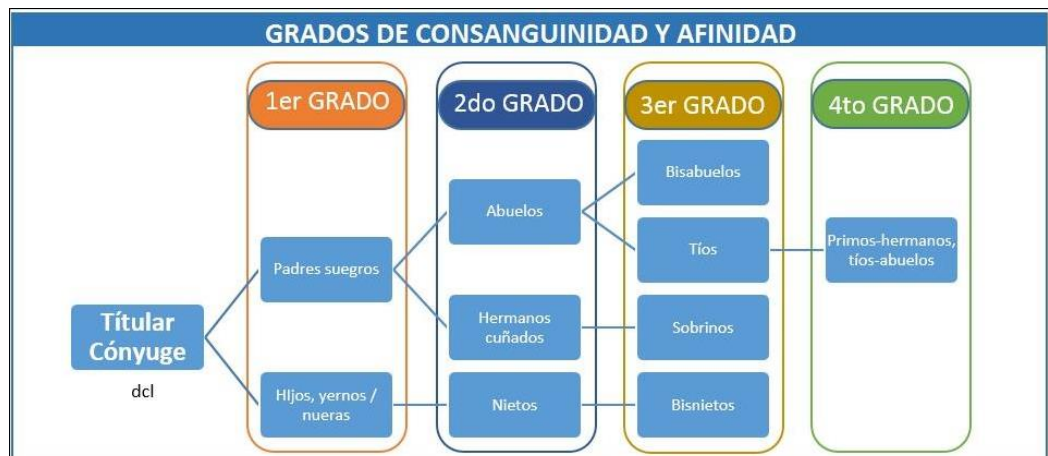 GRADOS DE CONSANGUINIDAD Y AFINIDAD
1er GRADO
2do GRADO
3er GRADO
4to GRADO
Títular
Cónyuge
dcl
Padres suegros
HIjos, yernos /
nueras
Abuelos
Hermanos
cuñados
Nietos
Bisabuelos
Tíos
Sobrinos
Bisnietos
Primos-hermanos,
tíos-abuelos